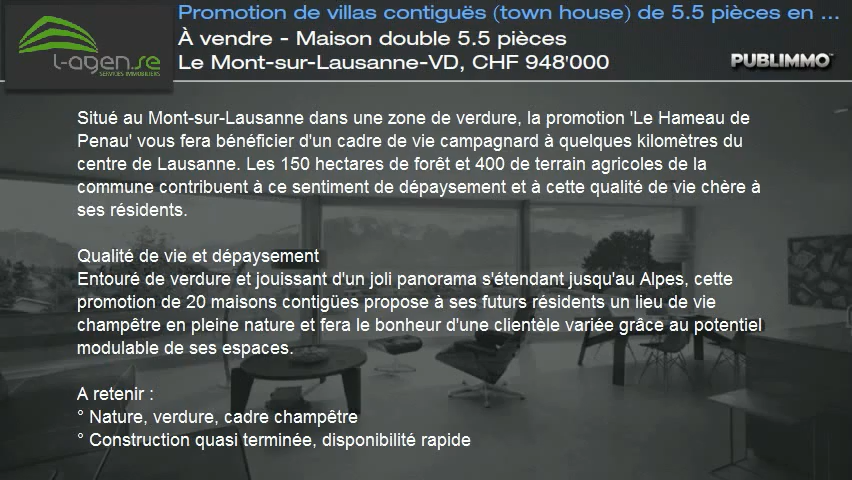 Promotion de villas contiguës (town house) de 5.5 pièces en ...
À vendre - Maison double 5.5 pièces
Le Mont-sur-Lausanne-VD, CHF 948'000
l-agen.se
SERVICES IMMOBILIERS
PUBLIMMO
Situé au Mont-sur-Lausanne dans une zone de verdure, la promotion 'Le Hameau de
Penau' vous fera bénéficier d'un cadre de vie campagnard à quelques kilomètres du
centre de Lausanne. Les 150 hectares de forêt et 400 de terrain agricoles de la
commune contribuent à ce sentiment de dépaysement et à cette qualité de vie chère à
ses résidents.
Qualité de vie et dépaysement
Entouré de verdure et jouissant d'un joli panorama s'étendant jusqu'au Alpes, cette
promotion de 20 maisons contigües propose à ses futurs résidents un lieu de vie
champêtre en pleine nature et fera le bonheur d'une clientèle variée grâce au potentiel
modulable de ses espaces.
A retenir :
° Nature, verdure, cadre champêtre
° Construction quasi terminée, disponibilité rapide